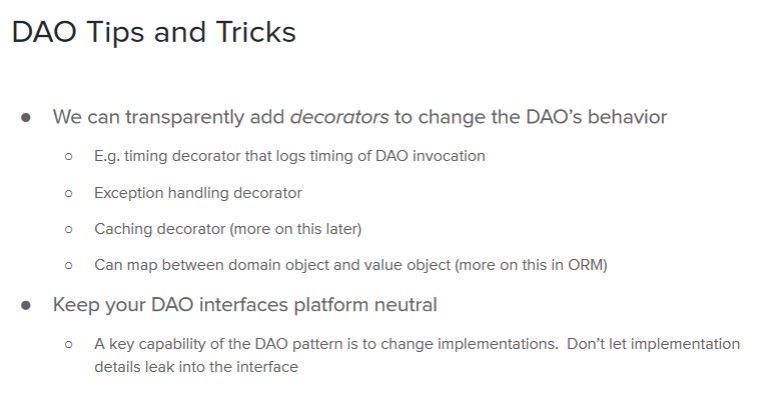 DAO Tips and Tricks
● We can transparently add decorators to change the DAO's behavior
○ E.g. timing decorator that logs timing of DAO invocation
○ Exception handling decorator
○ Caching decorator (more on this later)
○ Can map between domain object and value object (more on this in ORM)
● Keep your DAO interfaces platform neutral
○ A key capability of the DAO pattern is to change implementations.  Don't let implementation
details leak into the interface